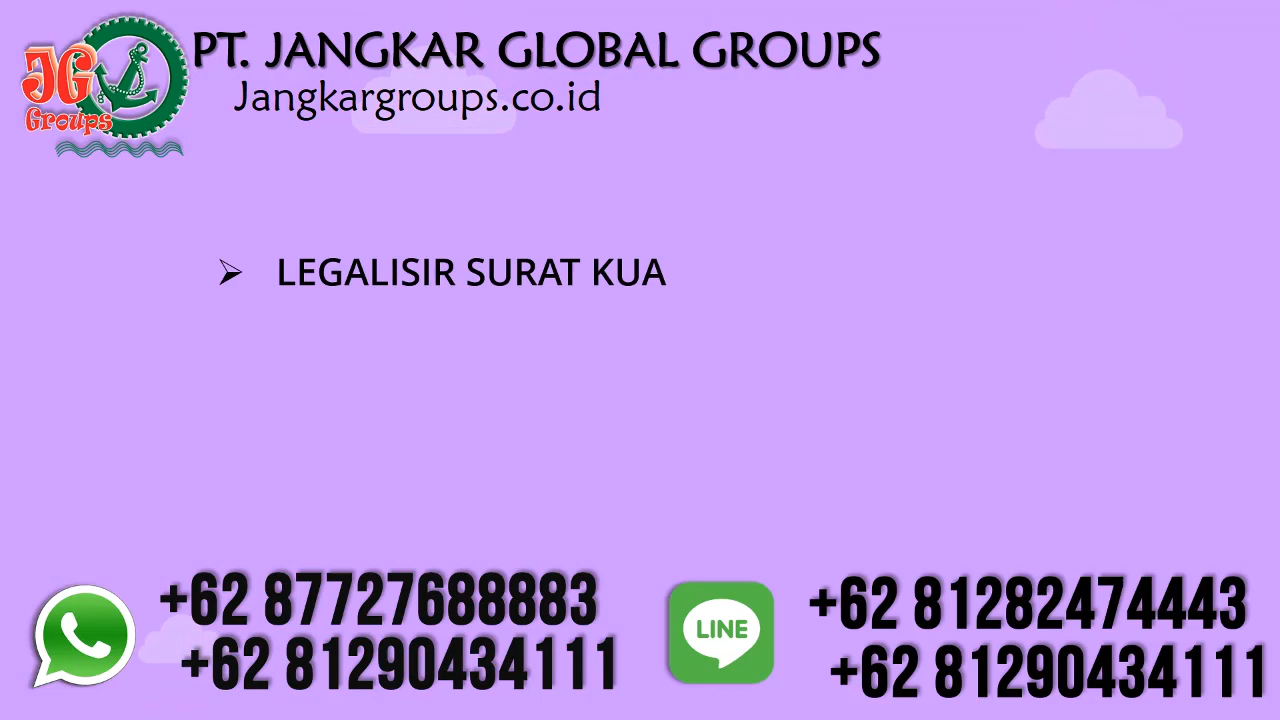 JG
Groups
PT. JANGKAR GLOBAL GROUPS
Jangkargroups.co.id
LEGALISIR SURAT KUA
+62 87727688883
+62 81290434111
LINE
+62 81282474443
+62 81290434111